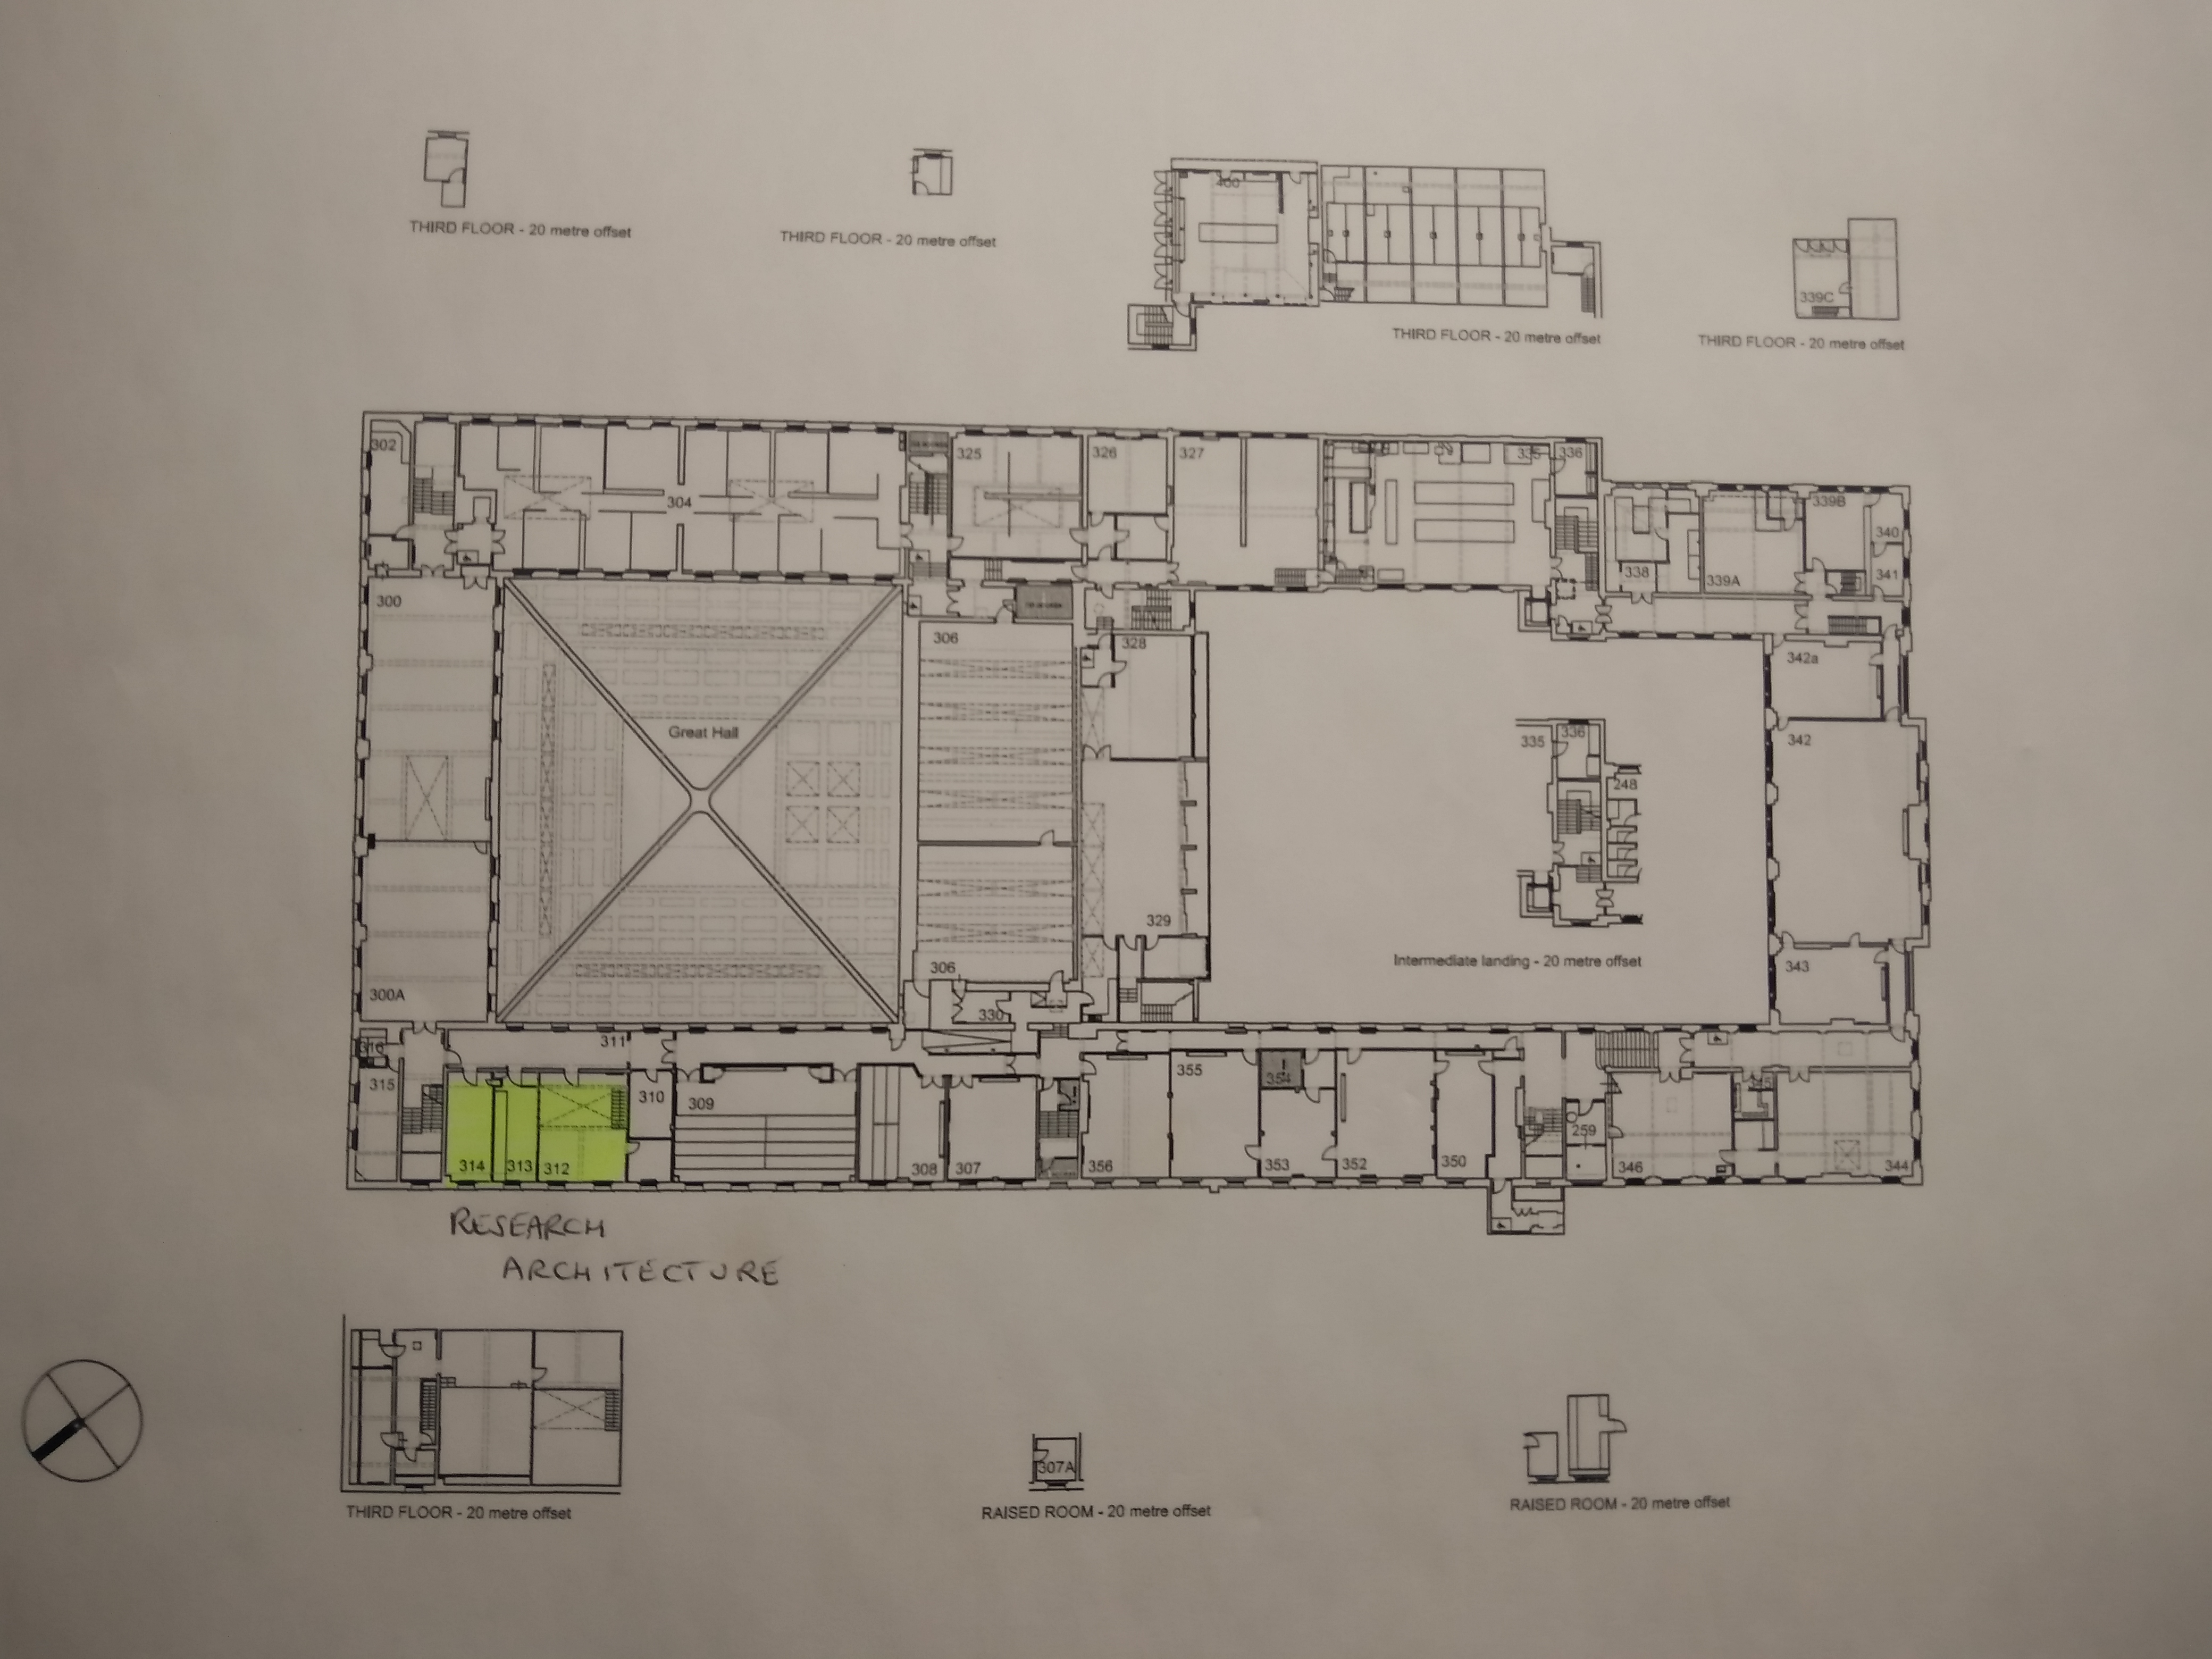 THIRD FLOOR - 20 metre offset
THIRD FLOOR - 20 metre offset
400
THIRD FLOOR - 20 metre offset
339C
THIRD FLOOR - 20 metre offset
302
304
325
326
327
335
336
338
339A
339B
340
341
300
306
328
342a
Great Hall
335
336
248
342
329
Intermediate landing - 20 metre offset
343
300A
306
330
311
316
315
314
313
312
310
309
308
307
356
355
354
353
352
350
259
346
344
RESEARCH
ARCHITECTURE
THIRD FLOOR - 20 metre offset
307A
RAISED ROOM - 20 metre offset
RAISED ROOM - 20 metre offset